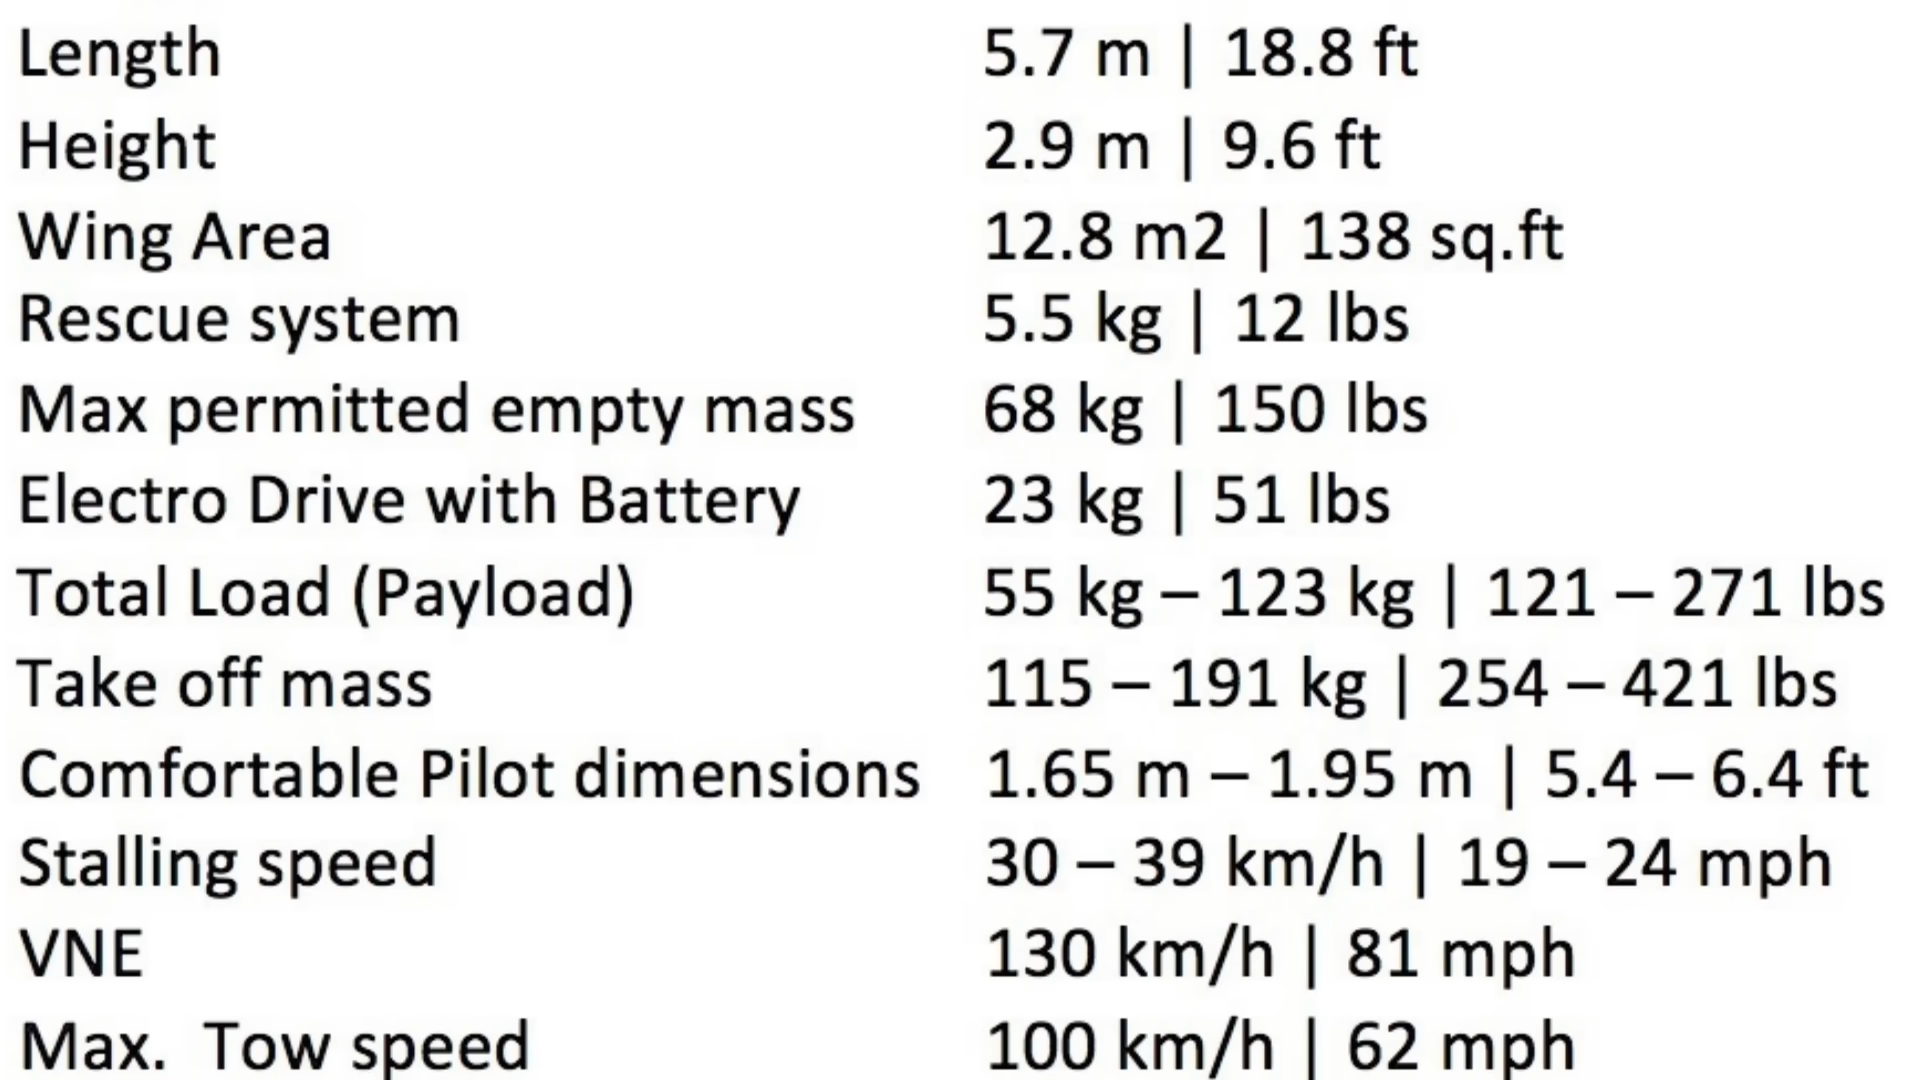 Length 5.7 m | 18.8 ft
Height 2.9 m | 9.6 ft
Wing Area 12.8 m2 | 138 sq.ft
Rescue system 5.5 kg | 12 lbs
Max permitted empty mass 68 kg | 150 lbs
Electro Drive with Battery 23 kg | 51 lbs
Total Load (Payload) 55 kg – 123 kg | 121 – 271 lbs
Take off mass 115 – 191 kg | 254 – 421 lbs
Comfortable Pilot dimensions 1.65 m – 1.95 m | 5.4 – 6.4 ft
Stalling speed 30 – 39 km/h | 19 – 24 mph
VNE 130 km/h | 81 mph
Max.  Tow speed 100 km/h | 62 mph